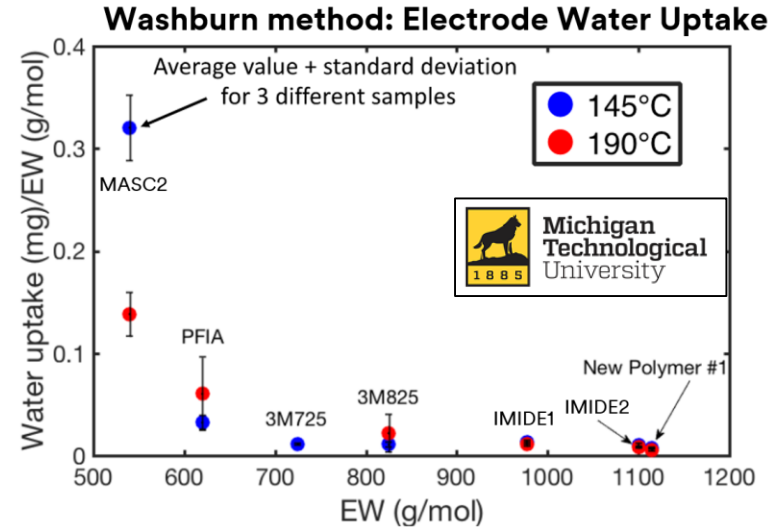 Washburn method: Electrode Water Uptake
Average value + standard deviation
for 3 different samples
145°C
190°C
MASC2
Michigan
Technological
University
1885
PFIA
3M725
3M825
IMIDE1
IMIDE2
New Polymer #1
Water uptake (mg)/EW (g/mol)
0.4
0.3
0.2
0.1
0
500 600 700 800 900 1000 1100 1200
EW (g/mol)